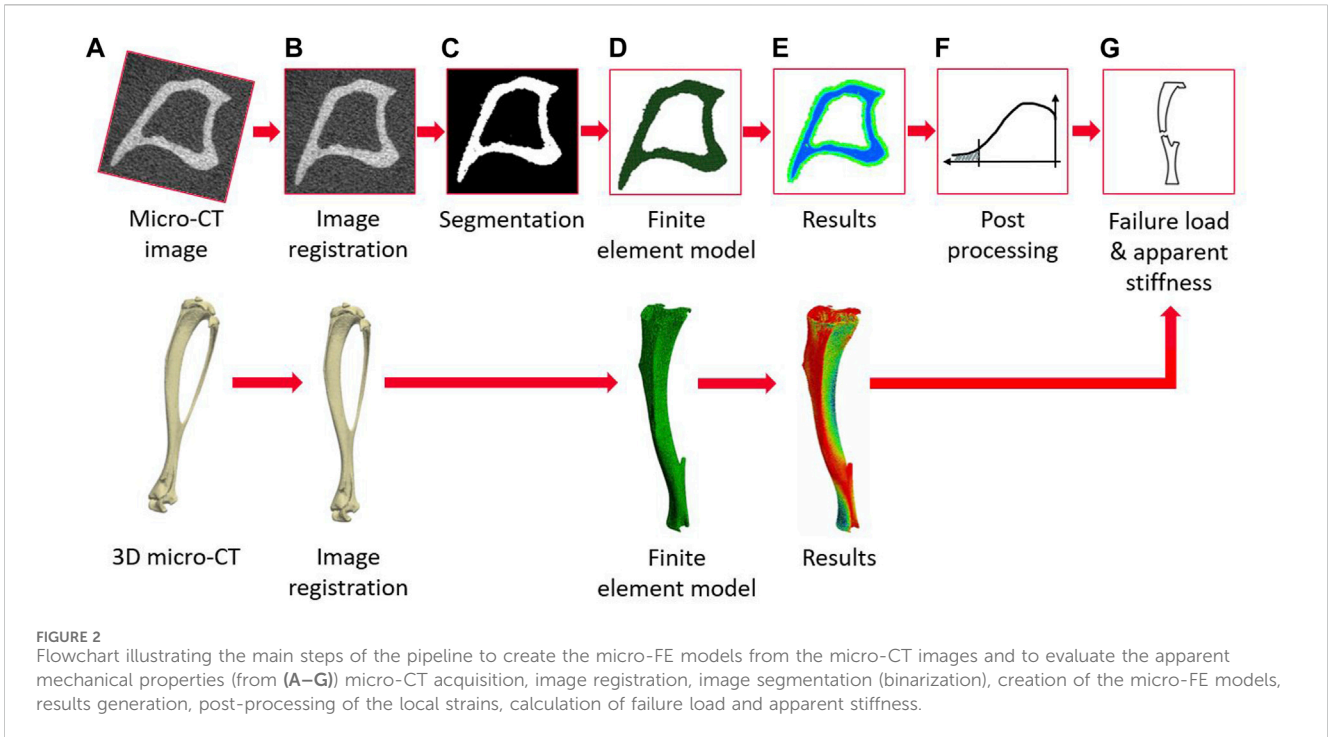 A B C D E F G
Micro-CT
image
Image
registration
Segmentation
Finite
element model
Results
Post
processing
Failure load
& apparent
stiffness
3D micro-CT
Image
registration
Finite
element model
Results
FIGURE 2
Flowchart illustrating the main steps of the pipeline to create the micro-FE models from the micro-CT images and to evaluate the apparent
mechanical properties (from (A–G)) micro-CT acquisition, image registration, image segmentation (binarization), creation of the micro-FE models,
results generation, post-processing of the local strains, calculation of failure load and apparent stiffness.